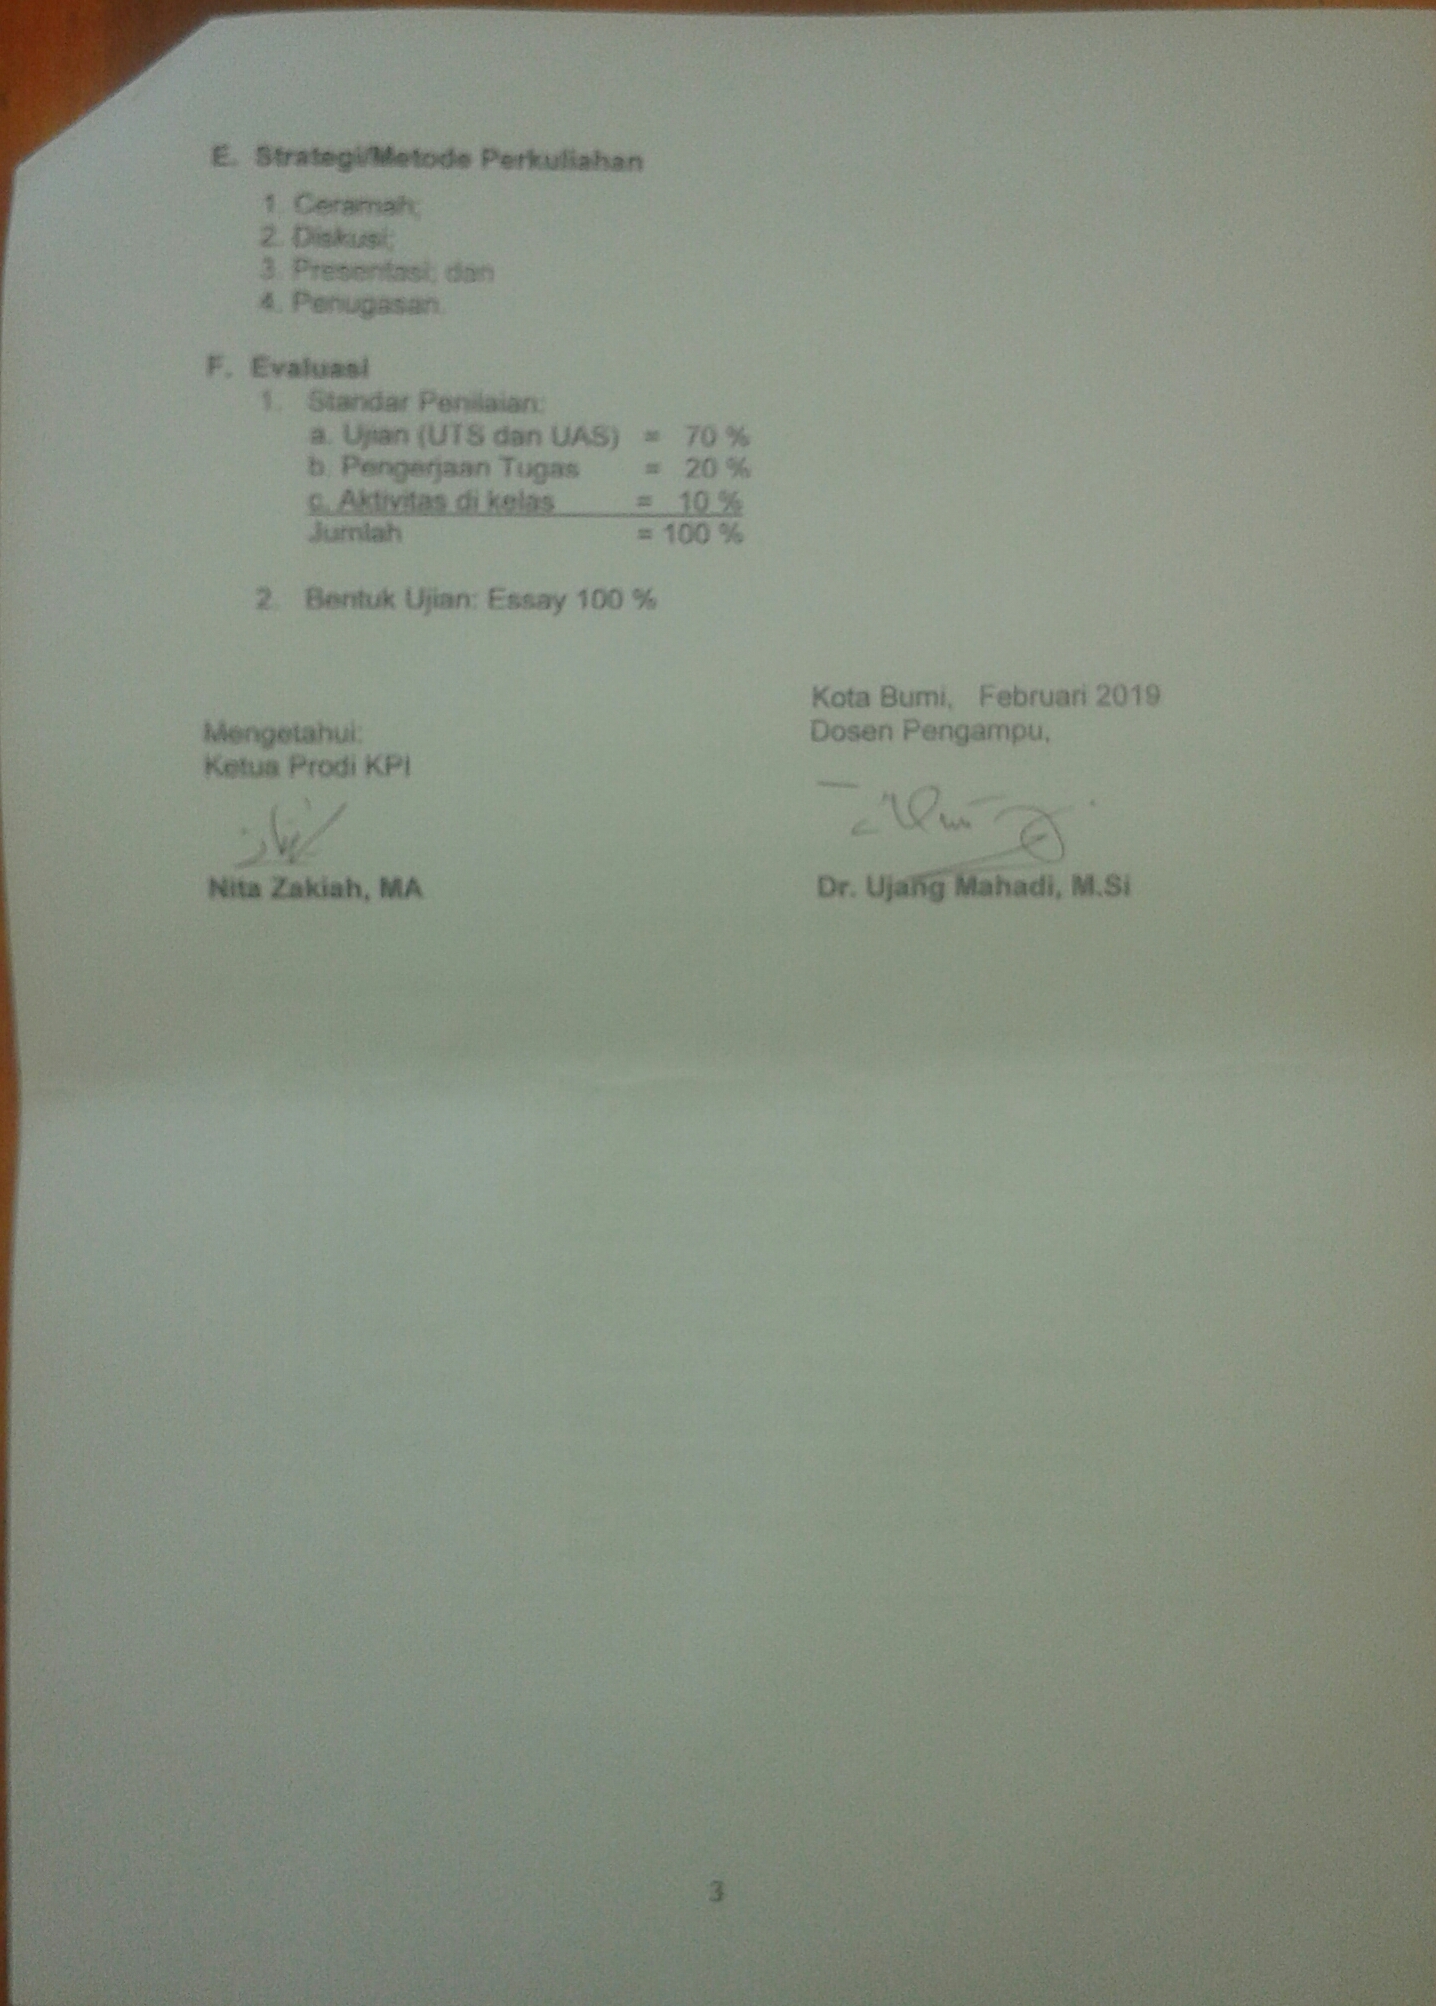 E. Strategi/Metode Perkuliahan
1. Ceramah;
2. Diskusi;
3. Presentasi; dan
4. Penugasan.
F. Evaluasi
1. Standar Penilaian:
a. Ujian (UTS dan UAS) = 70 %
b. Pengerjaan Tugas = 20 %
c. Aktivitas di kelas = 10 %
Jumlah = 100 %
2. Bentuk Ujian: Essay 100 %
Kota Bumi, Februari 2019
Mengetahui:
Dosen Pengampu,
Ketua Prodi KPI
Nita Zakiah, MA
Dr. Ujang Mahadi, M.Si
3